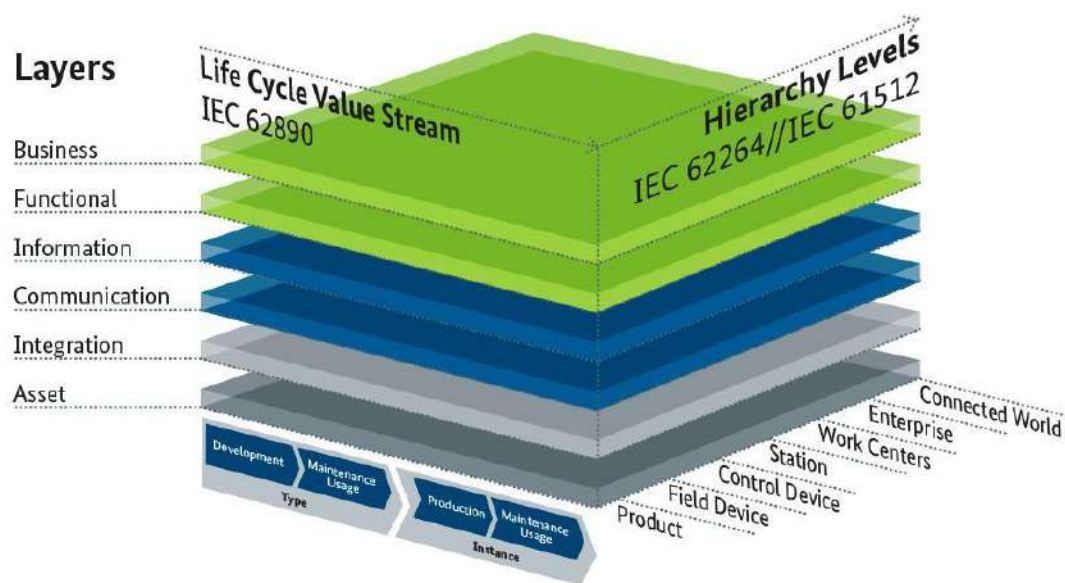 Layers
Life Cycle Value Stream
IEC 62890
Hierarchy Levels
IEC 62264//IEC 61512
Business
Functional
Information
Communication
Integration
Asset
Development
Maintenance
Usage
Type
Production
Maintenance
Usage
Instance
Connected World
Enterprise
Work Centers
Station
Control Device
Field Device
Product